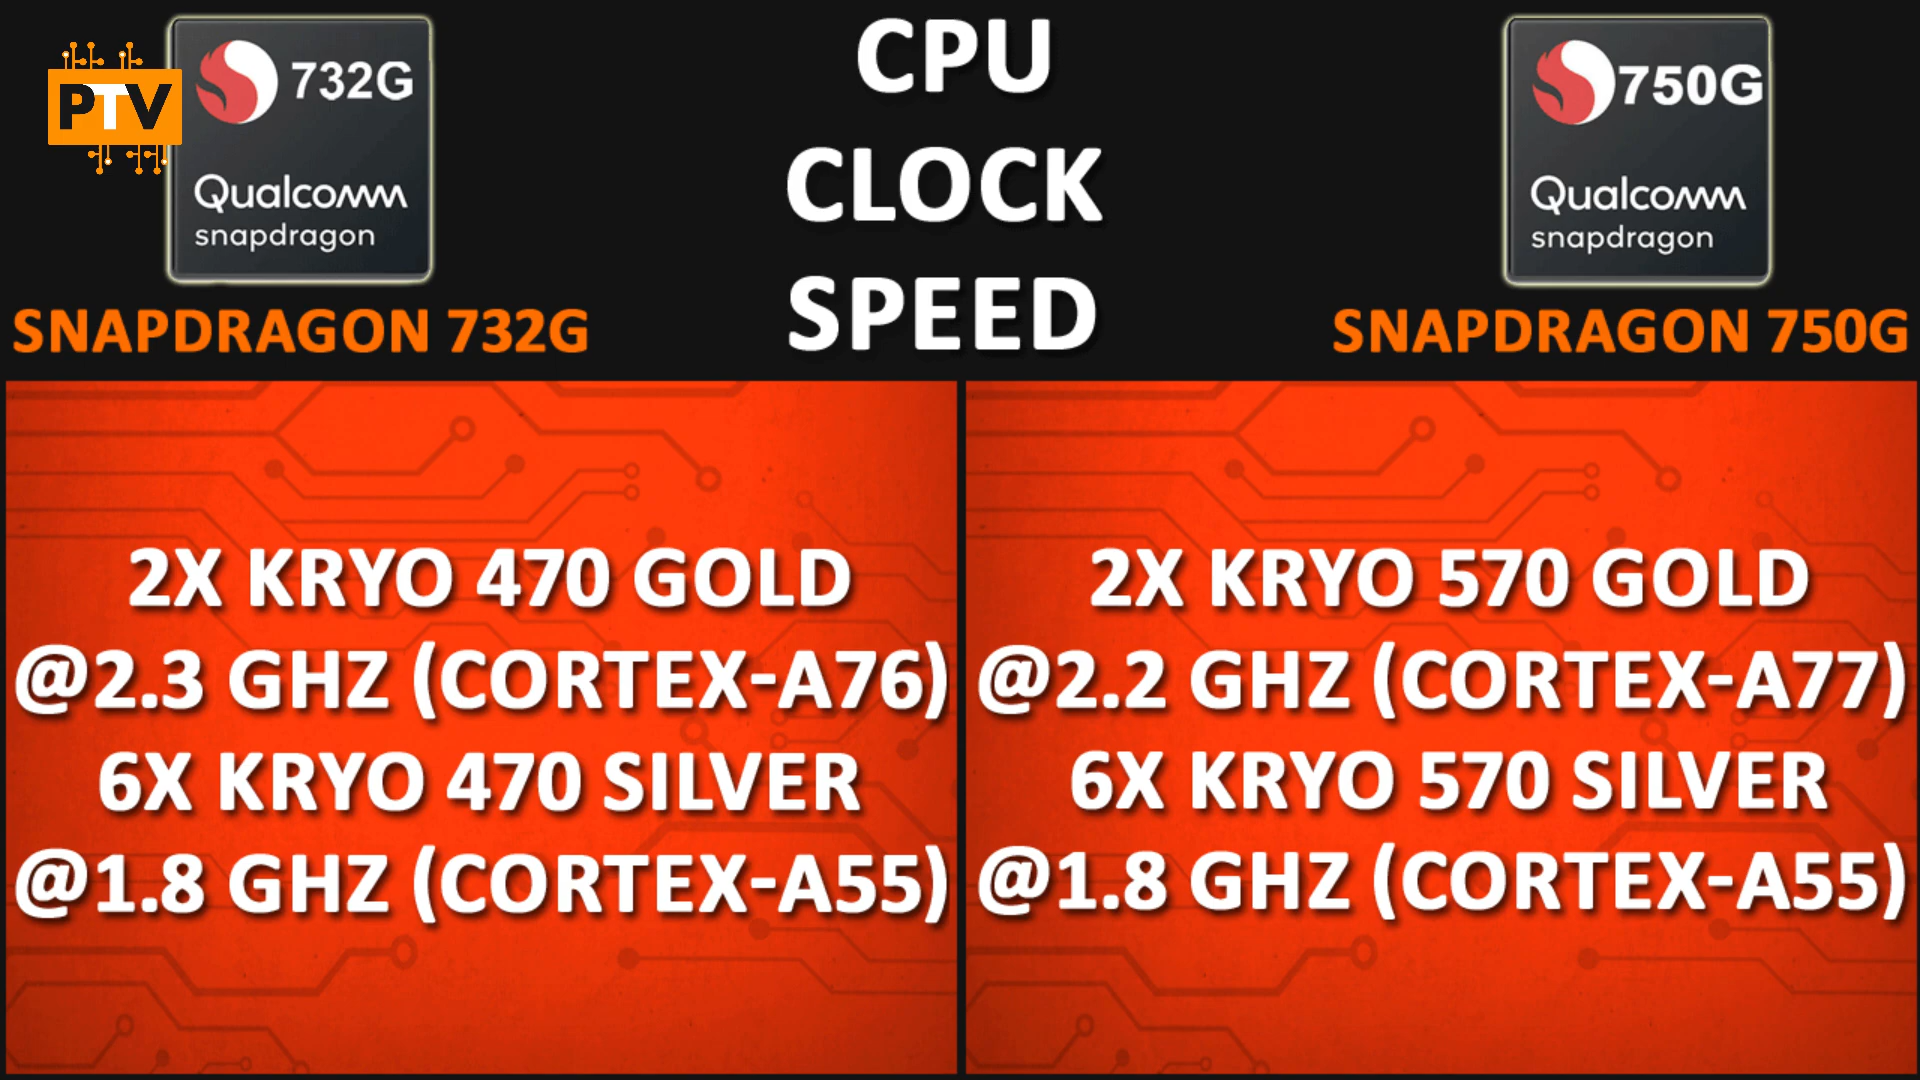 PTV
732G
Qualcomm
snapdragon
SNAPDRAGON 732G
CPU
CLOCK
SPEED
750G
Qualcomm
snapdragon
SNAPDRAGON 750G
2X KRYO 470 GOLD
@2.3 GHZ (CORTEX-A76)
6X KRYO 470 SILVER
@1.8 GHZ (CORTEX-A55)
2X KRYO 570 GOLD
@2.2 GHZ (CORTEX-A77)
6X KRYO 570 SILVER
@1.8 GHZ (CORTEX-A55)